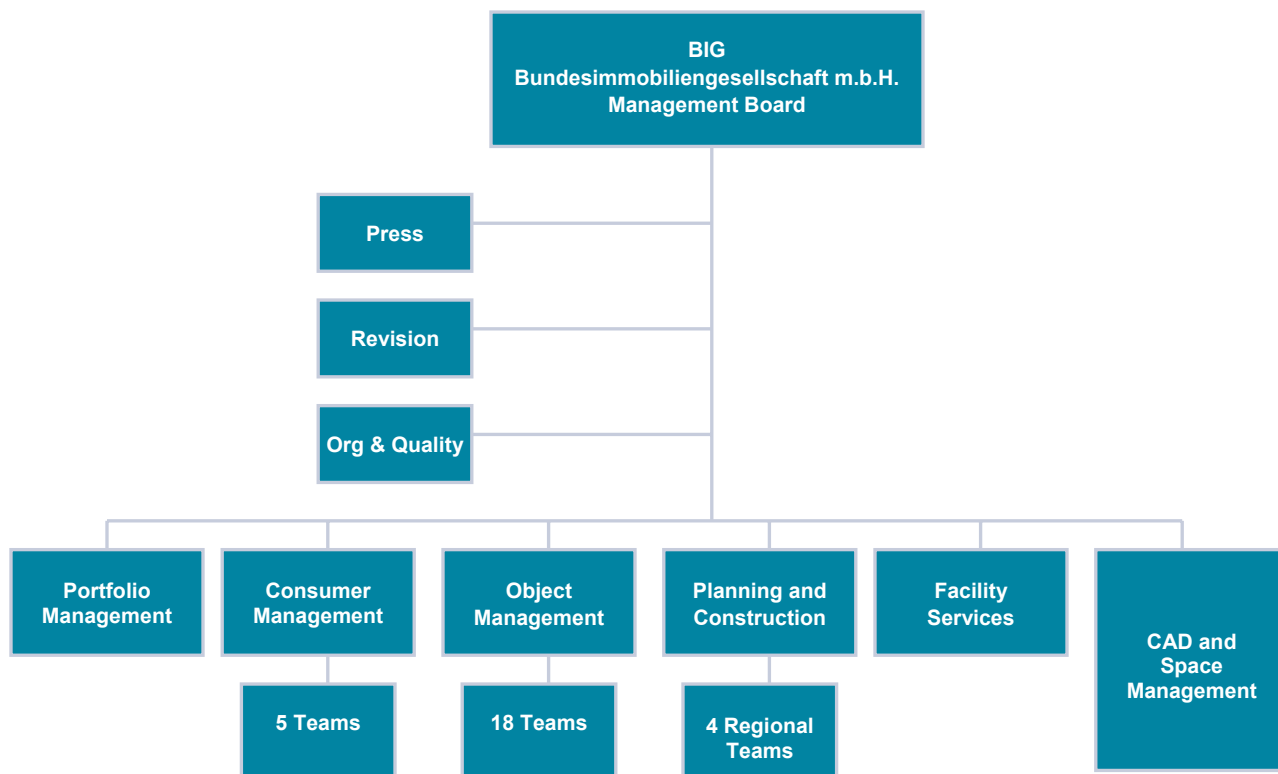 BIG
Bundesimmobiliengesellschaft m.b.H.
Management Board
Press
Revision
Org & Quality
Portfolio
Management
Consumer
Management
Object
Management
Planning and
Construction
Facility
Services
CAD and
Space
Management
5 Teams
18 Teams
4 Regional
Teams